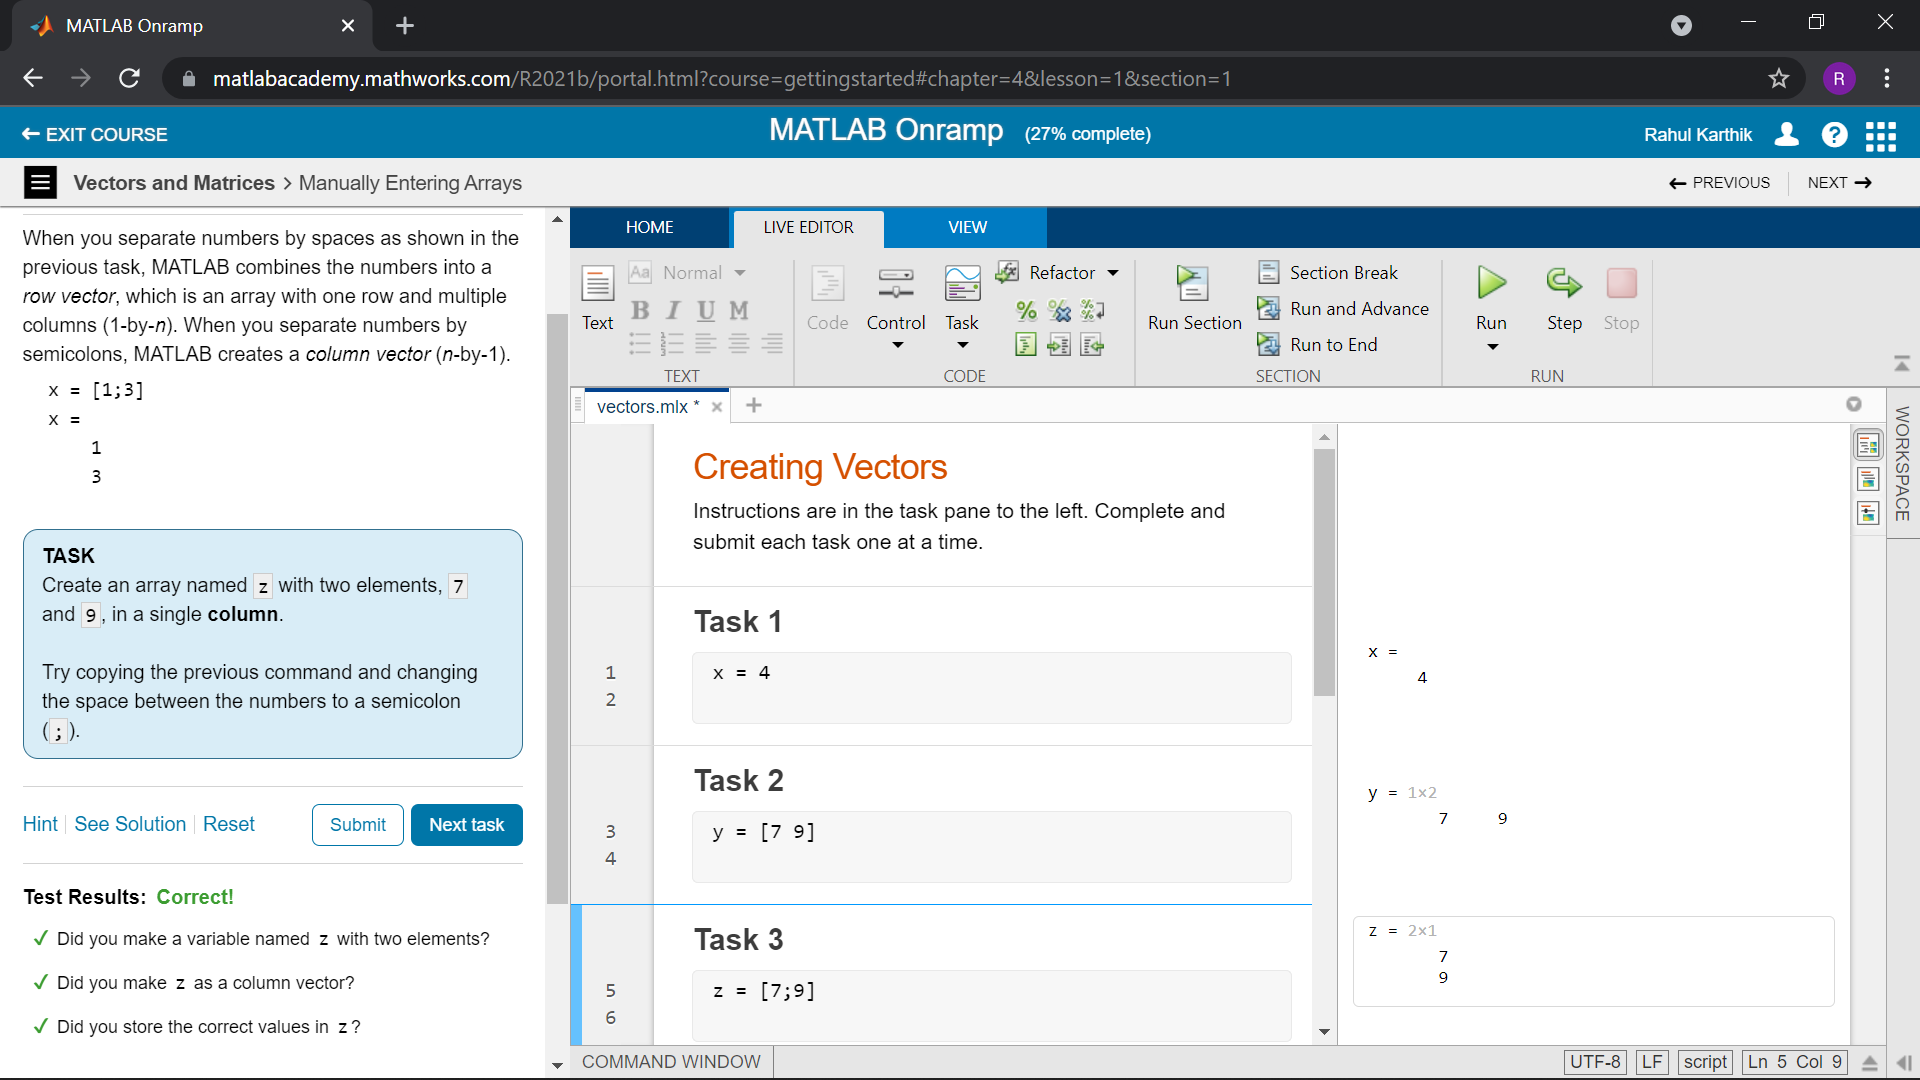 MATLAB Onramp
matlabacademy.mathworks.com/R2021b/portal.html?course=gettingstarted#chapter=4&lesson=1&section=1
R
EXIT COURSE
MATLAB Onramp (27% complete)
Rahul Karthik
?
Vectors and Matrices > Manually Entering Arrays
PREVIOUS
NEXT
When you separate numbers by spaces as shown in the
previous task, MATLAB combines the numbers into a
row vector, which is an array with one row and multiple
columns (1-by-n). When you separate numbers by
semicolons, MATLAB creates a column vector (n-by-1).
x = [1;3]
x =
1
3
TASK
Create an array named z with two elements, 7
and 9, in a single column.
Try copying the previous command and changing
the space between the numbers to a semicolon
(;).
Hint
See Solution
Reset
Submit
Next task
Test Results: Correct!
Did you make a variable named z with two elements?
Did you make z as a column vector?
Did you store the correct values in z?
HOME
LIVE EDITOR
VIEW
Text
Aa Normal
B I U M
TEXT
Code
Control
Task
Refactor
CODE
Run Section
Section Break
Run and Advance
Run to End
SECTION
Run
Step
Stop
RUN
vectors.mlx *
Creating Vectors
Instructions are in the task pane to the left. Complete and
submit each task one at a time.
Task 1
1 x = 4
2
Task 2
3 y = [7 9]
4
Task 3
5 z = [7;9]
6
x =
4
y = 1×2
7 9
z = 2×1
7
9
WORKSPACE
COMMAND WINDOW
UTF-8
LF
script
Ln 5 Col 9